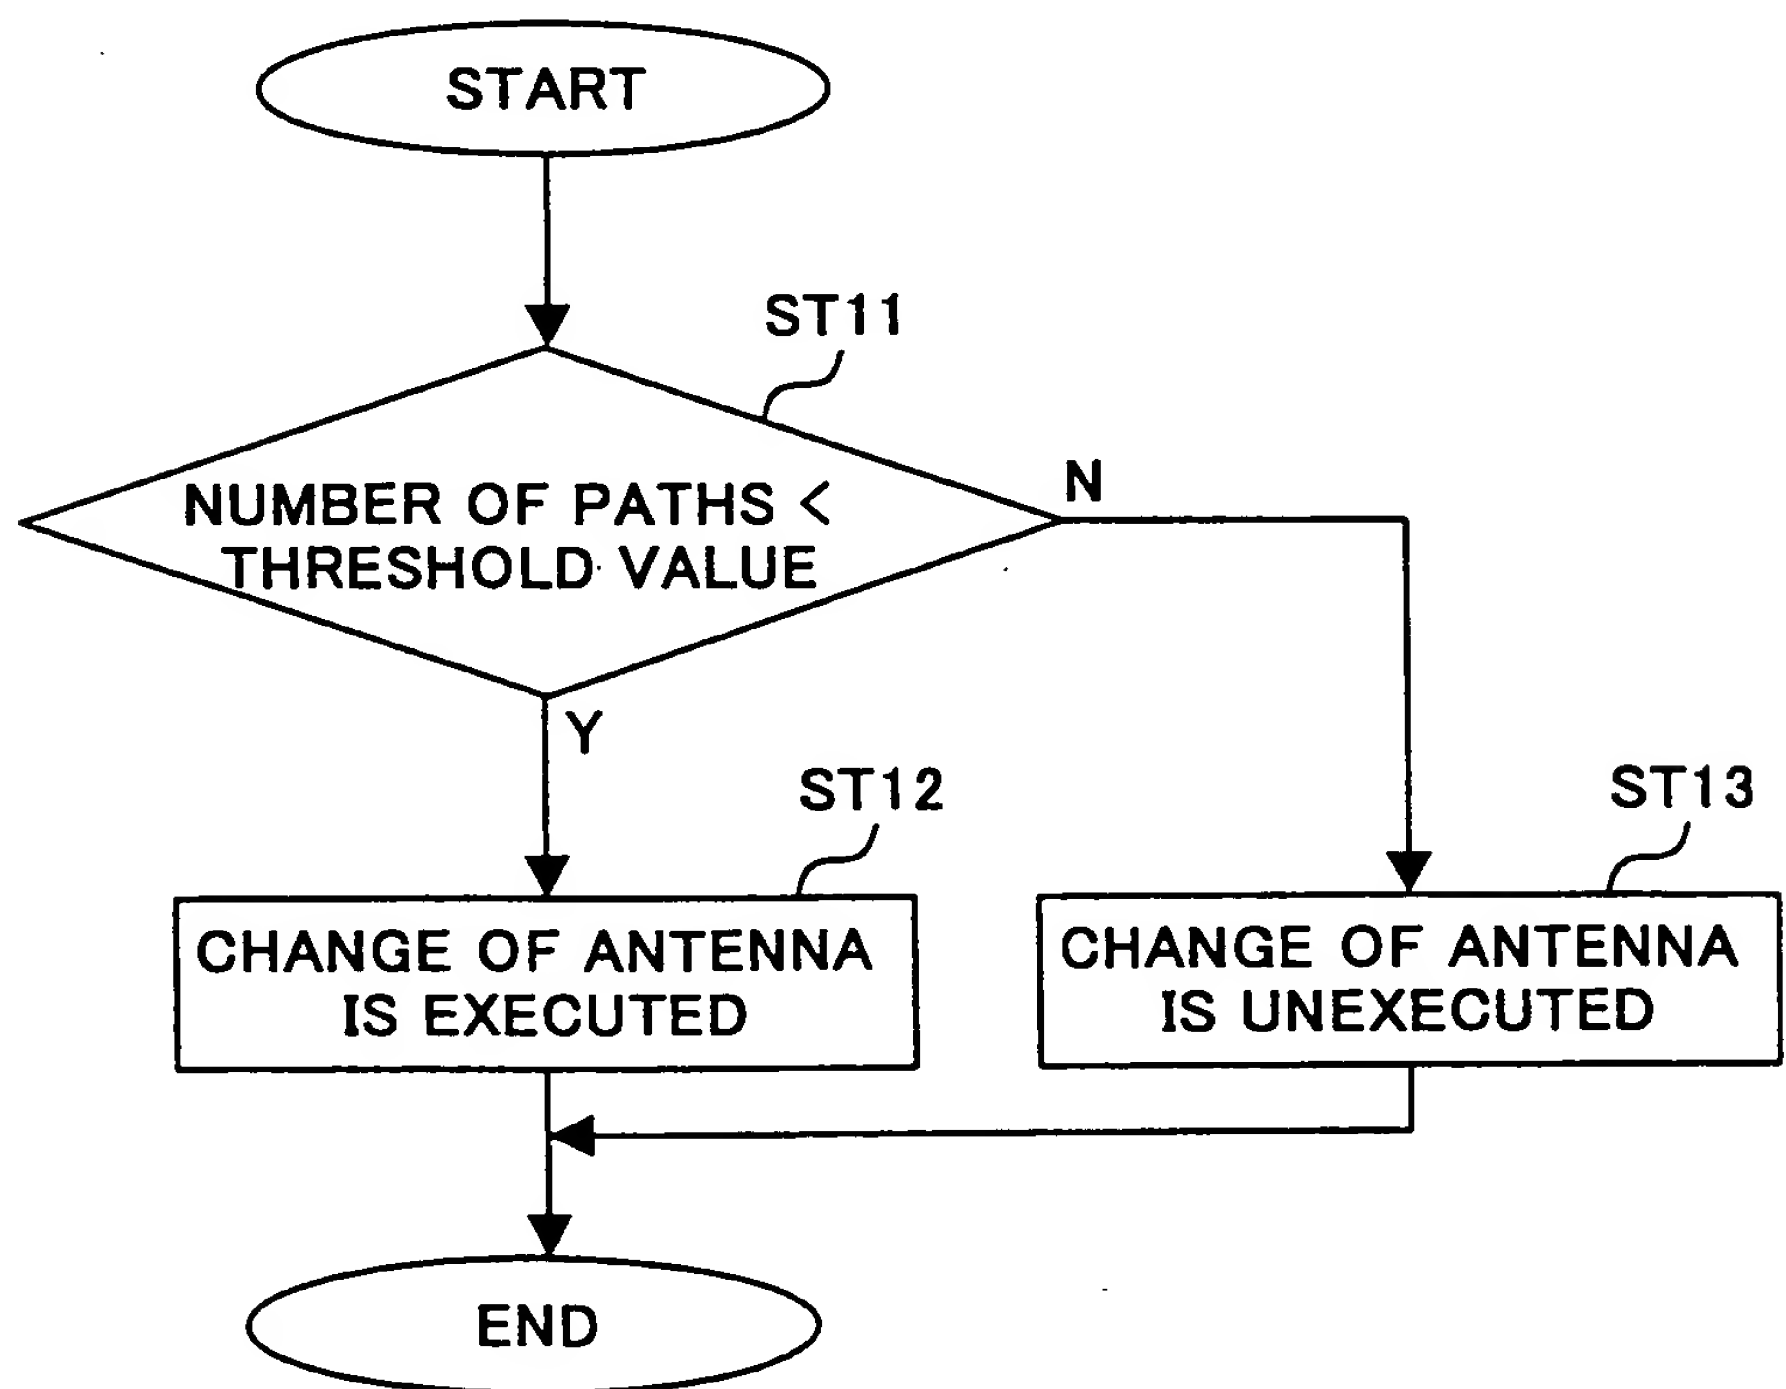 START
ST11
NUMBER OF PATHS <
THRESHOLD VALUE
N
Y
ST12
ST13
CHANGE OF ANTENNA
IS EXECUTED
CHANGE OF ANTENNA
IS UNEXECUTED
END